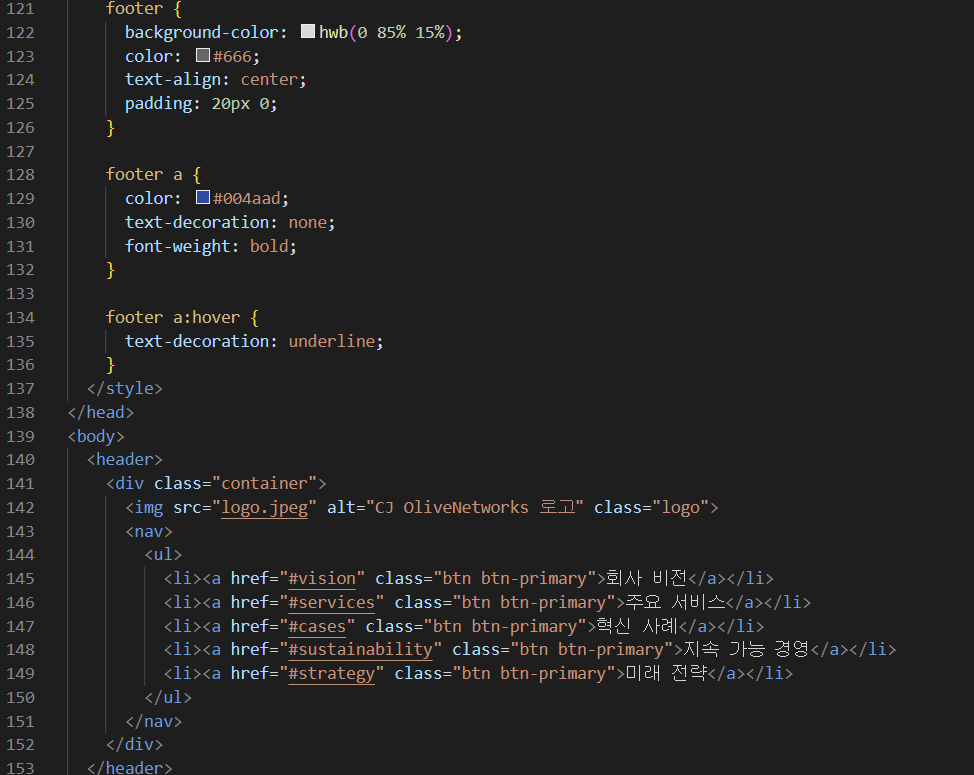 121 footer {
122 background-color: hwb(0 85% 15%);
123 color: #666;
124 text-align: center;
125 padding: 20px 0;
126 }
127
128 footer a {
129 color: #004aad;
130 text-decoration: none;
131 font-weight: bold;
132 }
133
134 footer a:hover {
135 text-decoration: underline;
136 }
137 </style>
138 </head>
139 <body>
140 <header>
141 <div class="container">
142 <img src="logo.jpeg" alt="CJ OliveNetworks 로고" class="logo">
143 <nav>
144 <ul>
145 <li><a href="#vision" class="btn btn-primary">회사 비전</a></li>
146 <li><a href="#services" class="btn btn-primary">주요 서비스</a></li>
147 <li><a href="#cases" class="btn btn-primary">혁신 사례</a></li>
148 <li><a href="#sustainability" class="btn btn-primary">지속 가능 경영</a></li>
149 <li><a href="#strategy" class="btn btn-primary">미래 전략</a></li>
150 </ul>
151 </nav>
152 </div>
153 </header>